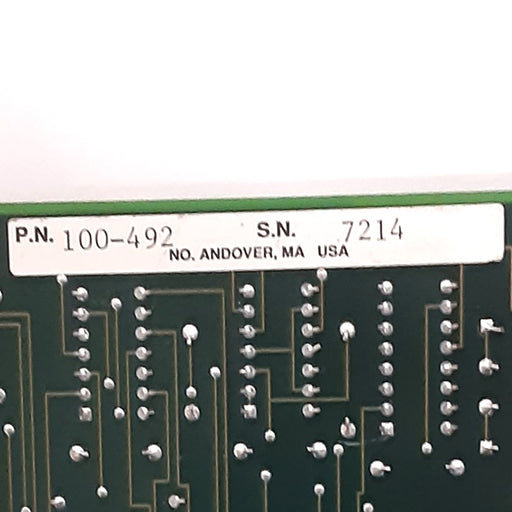 P.N. 100-492 S.N. 7214
NO. ANDOVER, MA USA